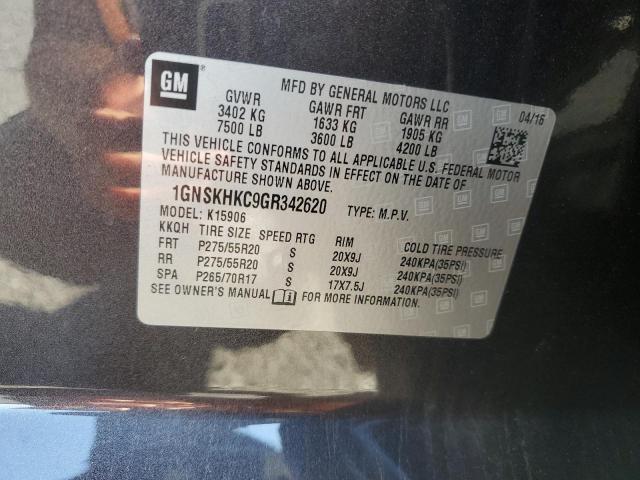 GM
MFD BY GENERAL MOTORS LLC
GVWR GAWR FRT GAWR RR 04/16
3402 KG 1633 KG 1905 KG
7500 LB 3600 LB 4200 LB
THIS VEHICLE CONFORMS TO ALL APPLICABLE U.S. FEDERAL MOTOR
VEHICLE SAFETY STANDARDS IN EFFECT ON THE DATE OF
MANUFACTURE SHOWN ABOVE.
1GNSKHKC9GR342620 TYPE: M.P.V.
MODEL: K15906
KKQH TIRE SIZE SPEED RTG RIM COLD TIRE PRESSURE
FRT P275/55R20 S 20X9J 240KPA(35PSI)
RR P275/55R20 S 20X9J 240KPA(35PSI)
SPA P265/70R17 S 17X7.5J 240KPA(35PSI)
SEE OWNER'S MANUAL FOR MORE INFORMATION.